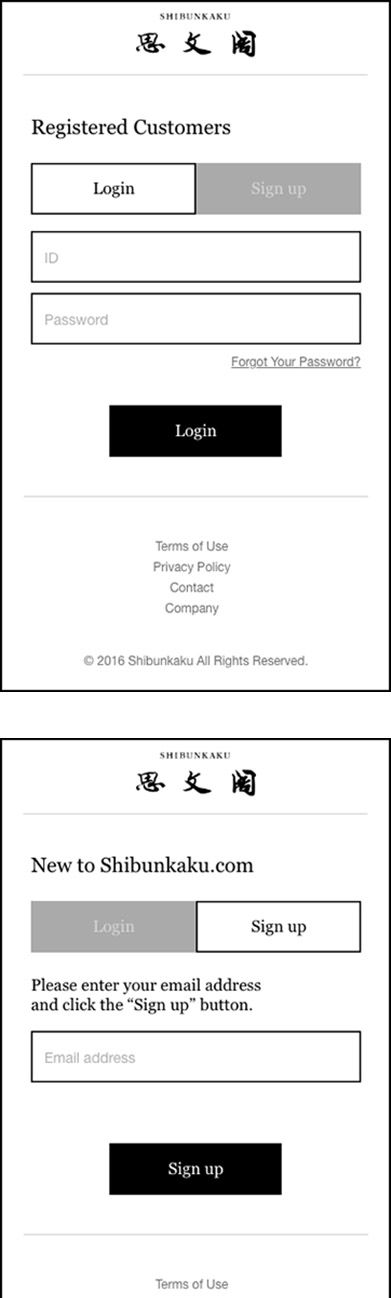 SHIBUNKAKU
思文閣
Registered Customers
Login
Sign up
ID
Password
Forgot Your Password?
Login
Terms of Use
Privacy Policy
Contact
Company
© 2016 Shibunkaku All Rights Reserved.
SHIBUNKAKU
思文閣
New to Shibunkaku.com
Login
Sign up
Please enter your email address
and click the “Sign up” button.
Email address
Sign up
Terms of Use